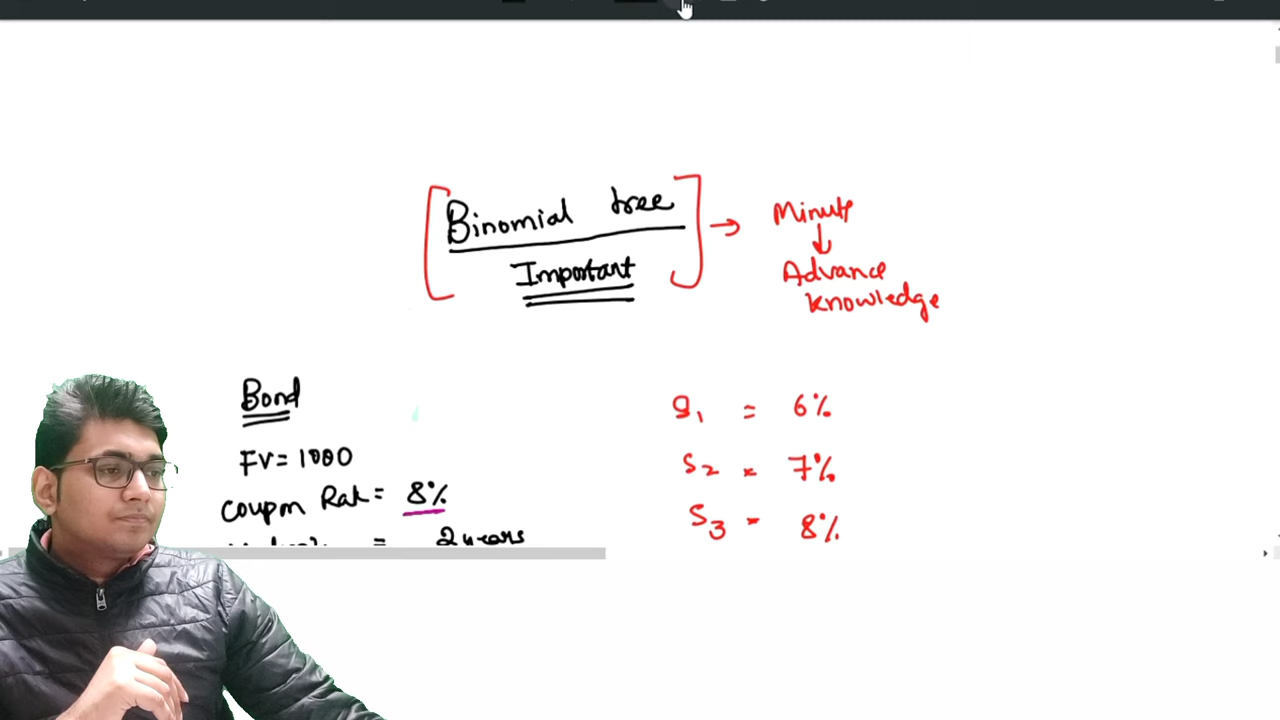 Binomial tree
Important
Minute
Advance
knowledge
Bond
FV = 1000
Coupon Rate = 8%
= 2 years
S1 = 6%
S2 = 7%
S3 = 8%